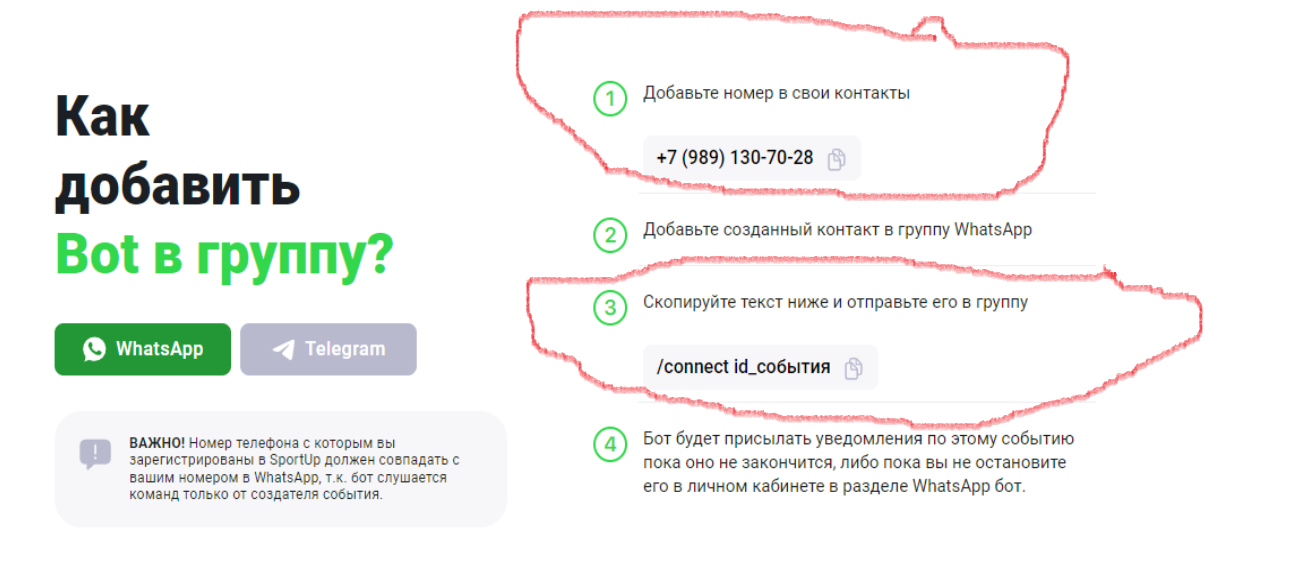 Как
добавить
Bot в группу?
WhatsApp
Telegram
ВАЖНО! Номер телефона с которым вы
зарегистрированы в SportUp должен совпадать с
вашим номером в WhatsApp, т.к. бот слушается
команд только от создателя события.
1 Добавьте номер в свои контакты
+7 (989) 130-70-28
2 Добавьте созданный контакт в группу WhatsApp
3 Скопируйте текст ниже и отправьте его в группу
/connect id_события
4 Бот будет присылать уведомления по этому событию
пока оно не закончится, либо пока вы не остановите
его в личном кабинете в разделе WhatsApp бот.